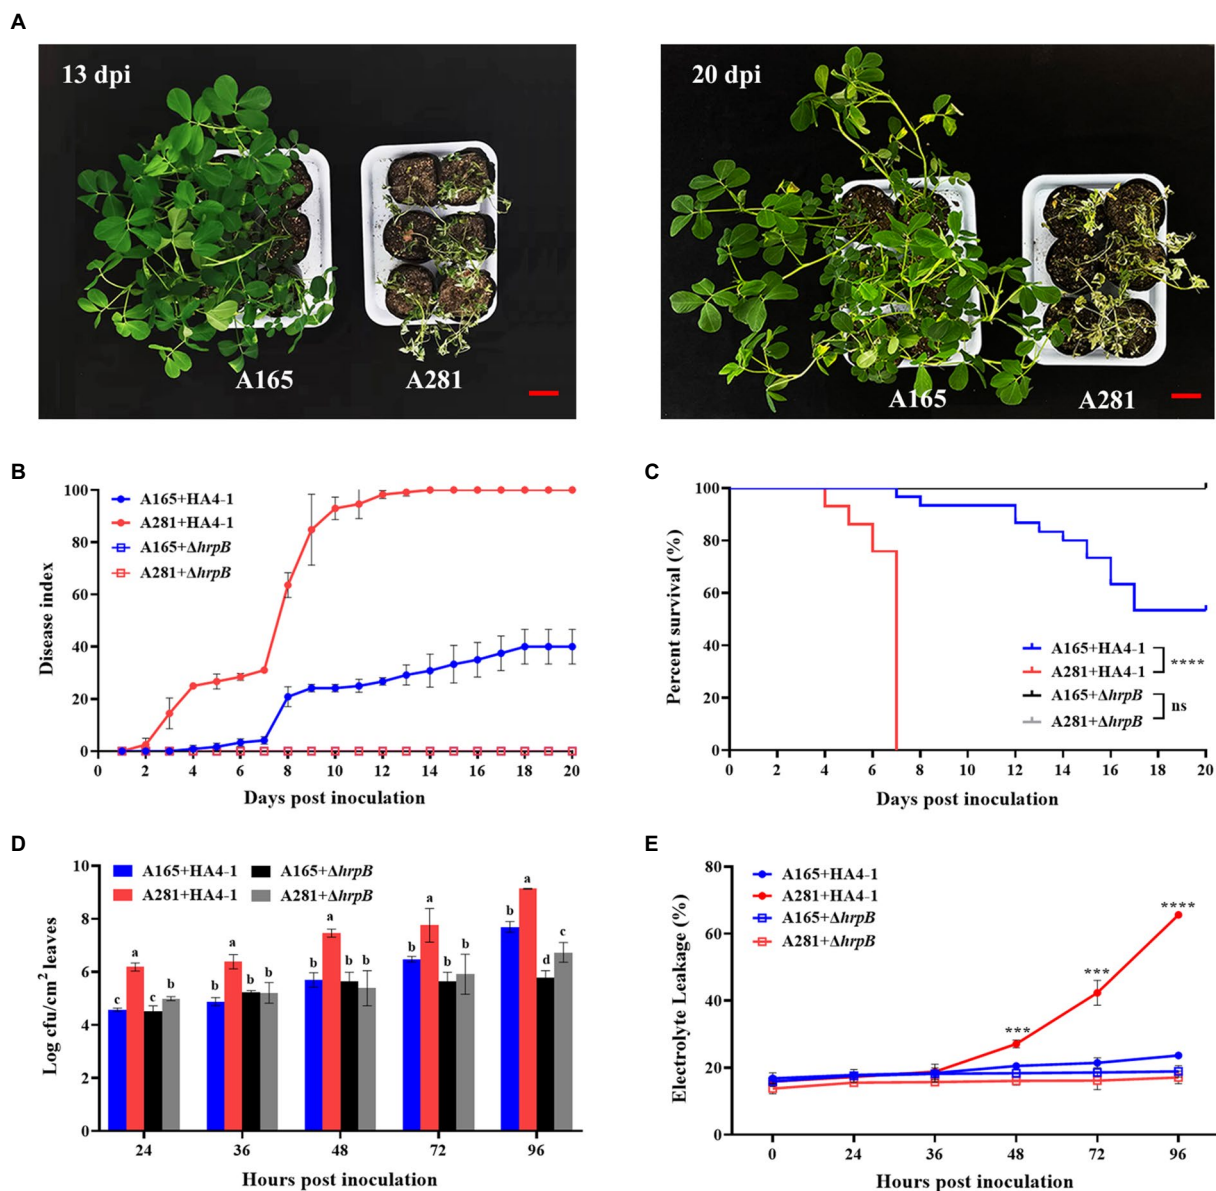 A
13 dpi
A165
A281
20 dpi
A165
A281
B
A165+HA4-1
A281+HA4-1
A165+ΔhrpB
A281+ΔhrpB
Disease index
100
80
60
40
20
0
0 2 4 6 8 10 12 14 16 18 20
Days post inoculation
C
Percent survival (%)
100
80
60
40
20
0
A165+HA4-1
A281+HA4-1
****
A165+ΔhrpB
A281+ΔhrpB
ns
0 2 4 6 8 10 12 14 16 18 20
Days post inoculation
D
A165+HA4-1
A281+HA4-1
A165+ΔhrpB
A281+ΔhrpB
Log cfu/cm² leaves
10
8
6
4
2
0
c a c b
b a b b
b a b b
b a b b
b a d c
24 36 48 72 96
Hours post inoculation
E
A165+HA4-1
A281+HA4-1
A165+ΔhrpB
A281+ΔhrpB
Electrolyte Leakage (%)
80
60
40
20
0
***
***
****
0 24 36 48 72 96
Hours post inoculation